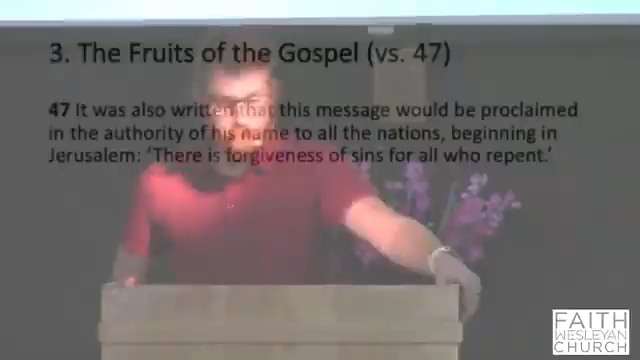 3. The Fruits of the Gospel (vs. 47)
47 It was also written that this message would be proclaimed
in the authority of his name to all the nations, beginning in
Jerusalem: ‘There is forgiveness of sins for all who repent.’
FAITH
WESLEYAN
CHURCH